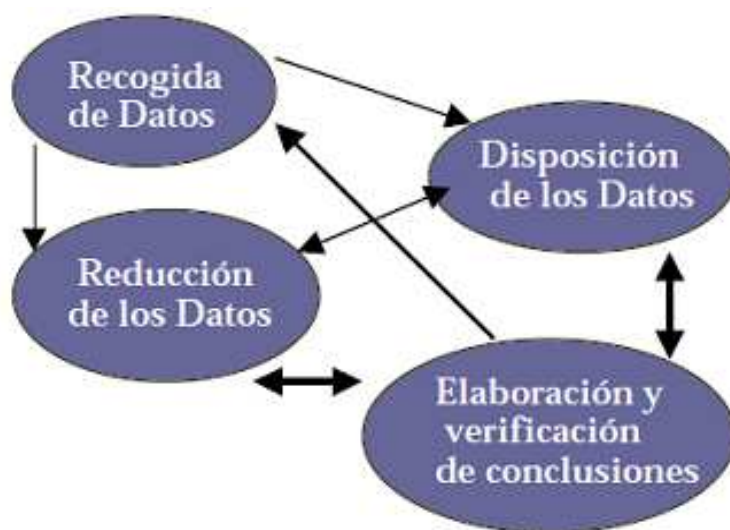 Recogida
de Datos
Disposición
de los Datos
Reducción
de los Datos
Elaboración y
verificación
de conclusiones